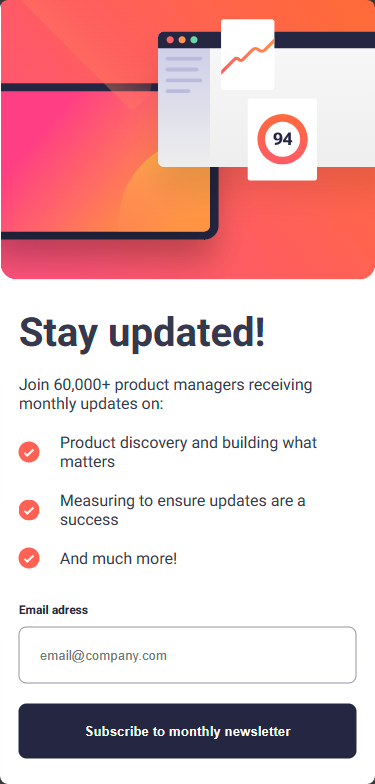 94
Stay updated!
Join 60,000+ product managers receiving
monthly updates on:
Product discovery and building what
matters
Measuring to ensure updates are a
success
And much more!
Email adress
email@company.com
Subscribe to monthly newsletter